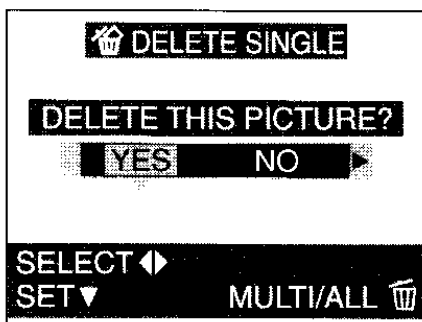 DELETE SINGLE
DELETE THIS PICTURE?
YES NO
SELECT
SET MULTI/ALL